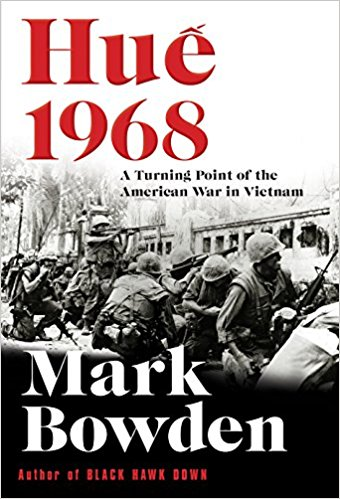 Huế
1968
A Turning Point of the
American War in Vietnam
Mark
Bowden
Author of BLACK HAWK DOWN